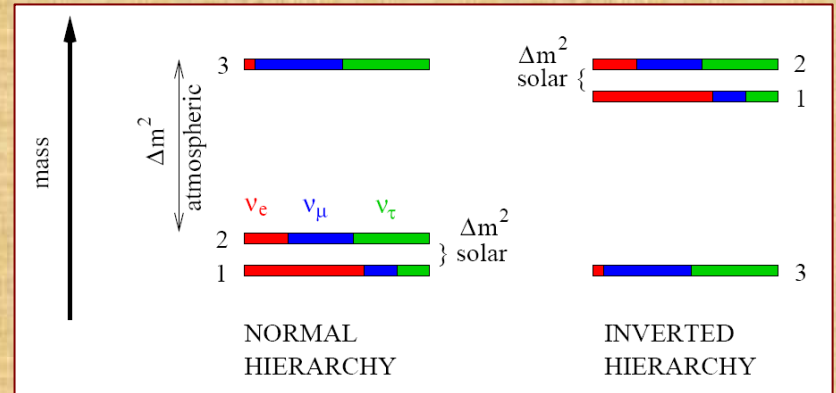 mass
Δm²
atmospheric
3
νe νμ ντ
2
1
} Δm²
solar
NORMAL
HIERARCHY
Δm²
solar {
2
1
3
INVERTED
HIERARCHY